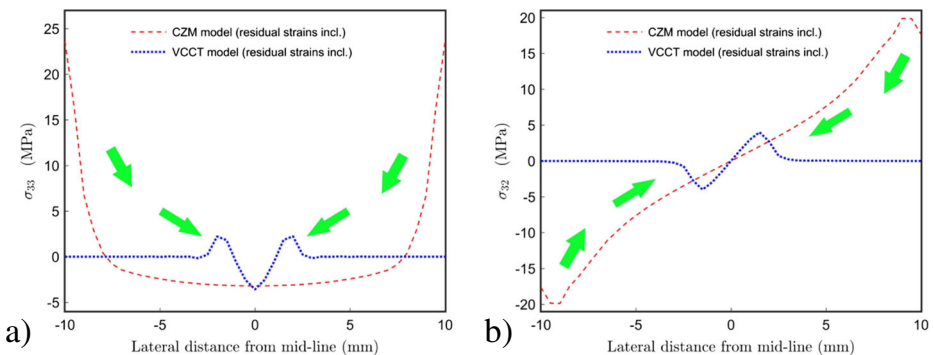 a)
σ33 (MPa)
25
20
15
10
5
0
-5
CZM model (residual strains incl.)
VCCT model (residual strains incl.)
-10 -5 0 5 10
Lateral distance from mid-line (mm)
b)
σ32 (MPa)
20
15
10
5
0
-5
-10
-15
-20
CZM model (residual strains incl.)
VCCT model (residual strains incl.)
-10 -5 0 5 10
Lateral distance from mid-line (mm)